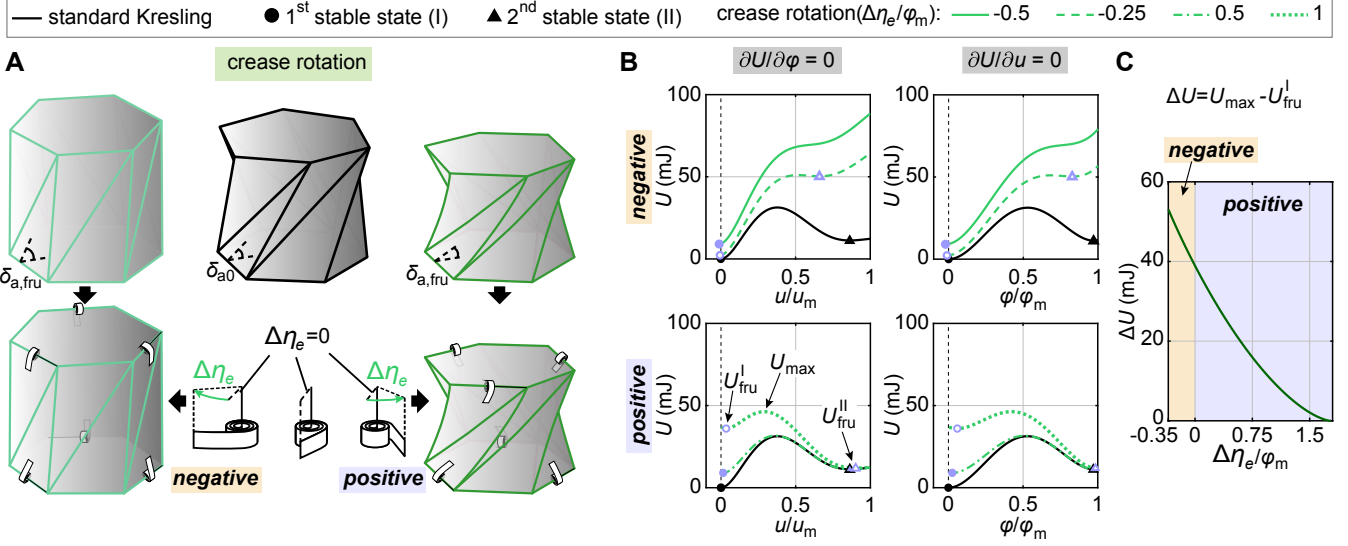 standard Kresling 1st stable state (I) 2nd stable state (II) crease rotation(Δηe/φm): -0.5 -0.25 0.5 1
A
crease rotation
δa,fru
δa0
δa,fru
Δηe=0
Δηe
Δηe
negative
positive
B
∂U/∂φ = 0
∂U/∂u = 0
negative
U (mJ)
100
50
0
0 0.5 1
u/um
U (mJ)
100
50
0
0 0.5 1
φ/φm
positive
U (mJ)
100
50
0
UIfru
Umax
UIIfru
0 0.5 1
u/um
U (mJ)
100
50
0
0 0.5 1
φ/φm
C
ΔU=Umax -UIfru
negative
positive
ΔU (mJ)
60
40
20
0
-0.35 0 0.75 1.5
Δηe/φm